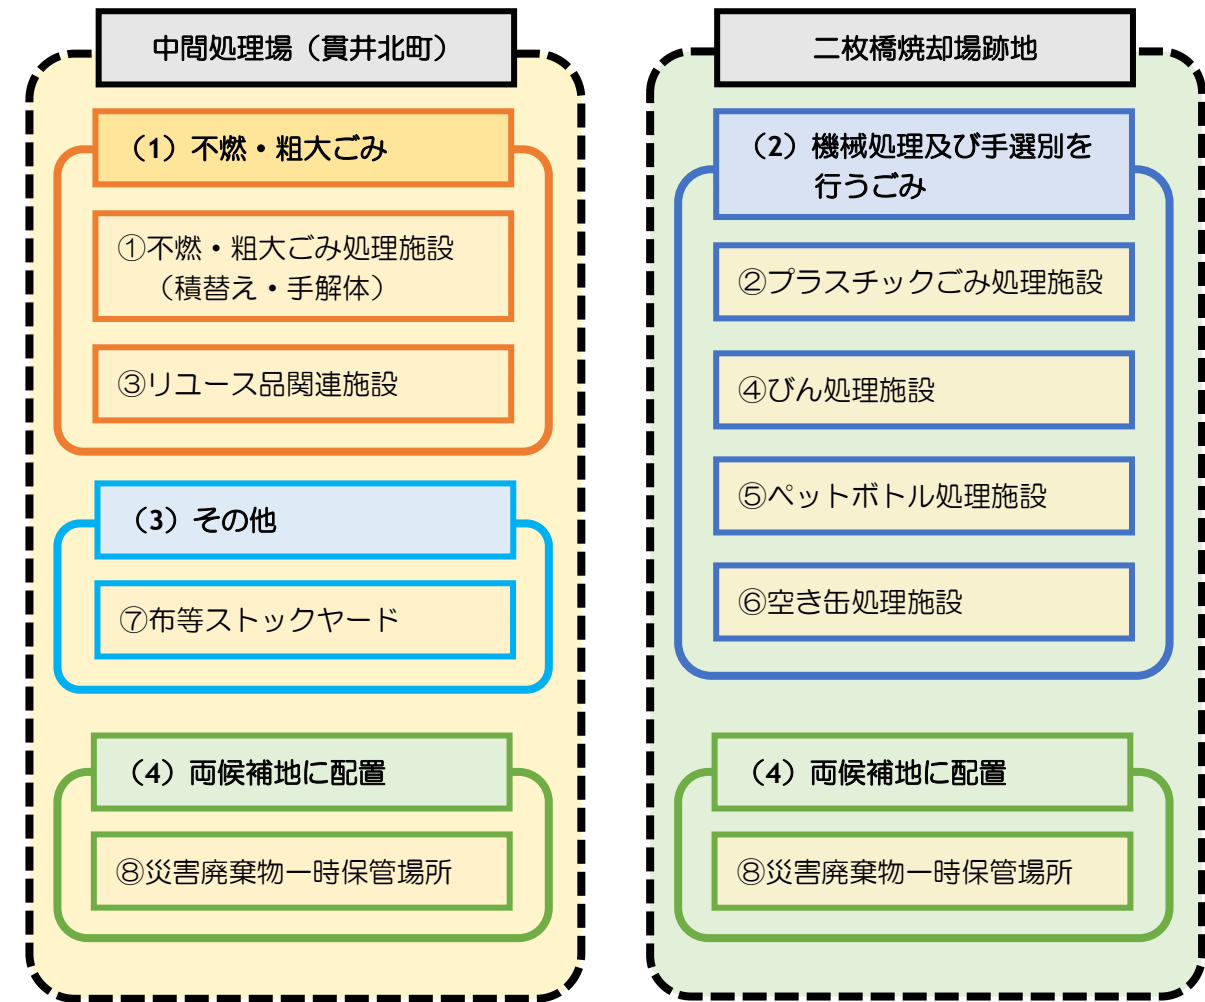 中間処理場（貫井北町）
（1）不燃・粗大ごみ
①不燃・粗大ごみ処理施設
（積替え・手解体）
③リユース品関連施設
（3）その他
⑦布等ストックヤード
（4）両候補地に配置
⑧災害廃棄物一時保管場所
二枚橋焼却場跡地
（2）機械処理及び手選別を
行うごみ
②プラスチックごみ処理施設
④びん処理施設
⑤ペットボトル処理施設
⑥空き缶処理施設
（4）両候補地に配置
⑧災害廃棄物一時保管場所